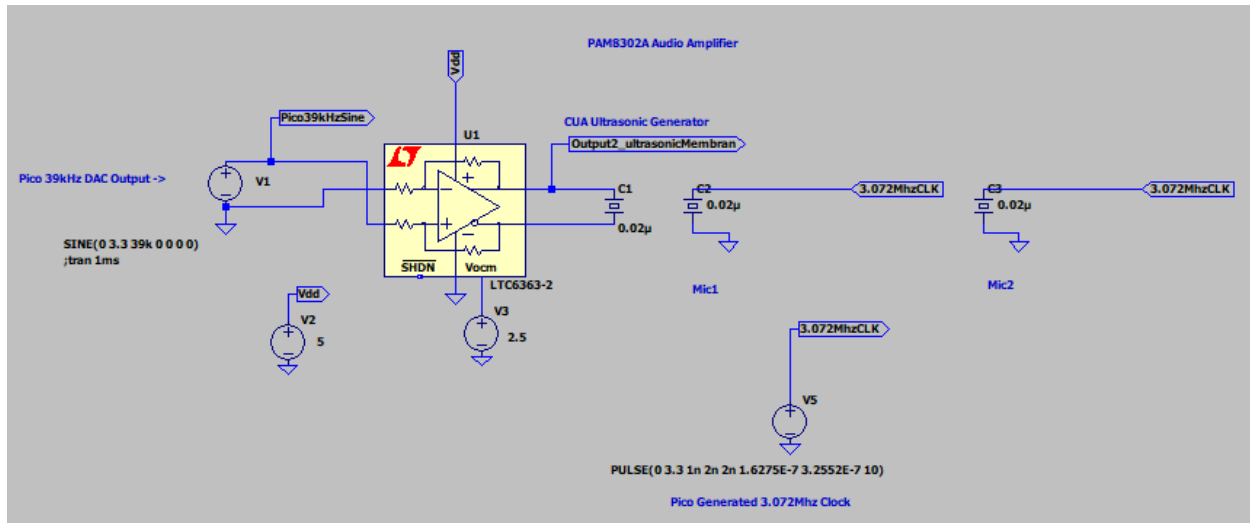 PAM8302A Audio Amplifier
Vdd
Pico39kHzSine
U1
CUA Ultrasonic Generator
Output2_ultrasonicMembran
Pico 39kHz DAC Output ->
V1
C1
0.02µ
C2
0.02µ
3.072MhzCLK
C3
0.02µ
3.072MhzCLK
SINE(0 3.3 39k 0 0 0 0)
;tran 1ms
SHDN
Vocm
LTC6363-2
Mic1
Mic2
Vdd
V2
5
V3
2.5
3.072MhzCLK
V5
PULSE(0 3.3 1n 2n 2n 1.6275E-7 3.2552E-7 10)
Pico Generated 3.072Mhz Clock